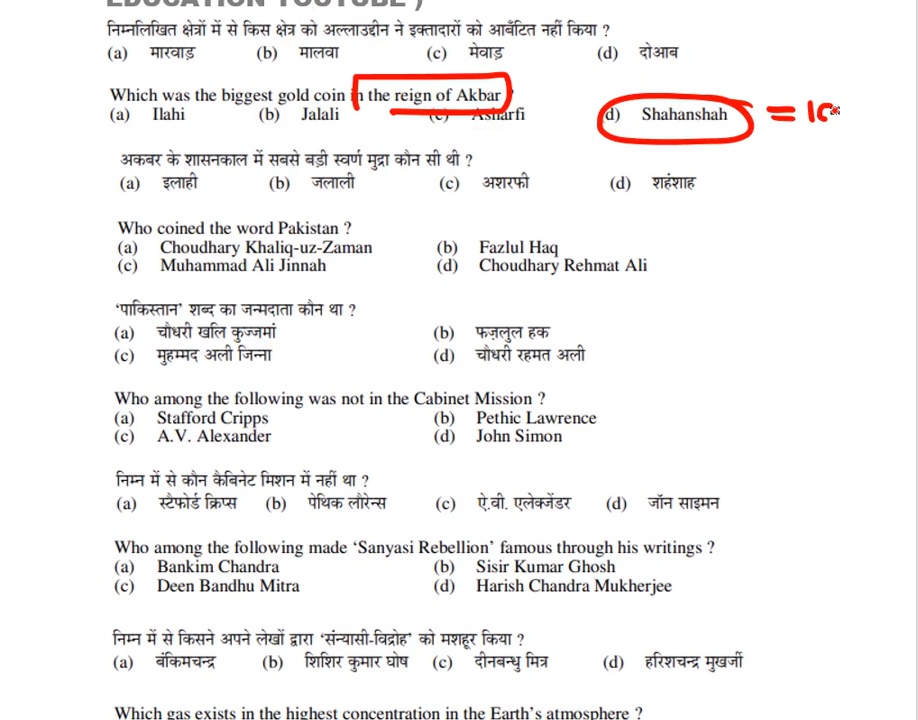 EDUCATION YOUTUBE )
निम्नलिखित क्षेत्रों में से किस क्षेत्र को अल्लाउद्दीन ने इक्तादारों को आबँटित नहीं किया ?
(a) मारवाड़ (b) मालवा (c) मेवाड़ (d) दोआब
Which was the biggest gold coin in the reign of Akbar ?
(a) Ilahi (b) Jalali (c) Asharfi (d) Shahanshah = 10
अकबर के शासनकाल में सबसे बड़ी स्वर्ण मुद्रा कौन सी थी ?
(a) इलाही (b) जलाली (c) अशरफी (d) शहंशाह
Who coined the word Pakistan ?
(a) Choudhary Khaliq-uz-Zaman (b) Fazlul Haq
(c) Muhammad Ali Jinnah (d) Choudhary Rehmat Ali
‘पाकिस्तान’ शब्द का जन्मदाता कौन था ?
(a) चौधरी खलि कुज्जमां (b) फज़लुल हक
(c) मुहम्मद अली जिन्ना (d) चौधरी रहमत अली
Who among the following was not in the Cabinet Mission ?
(a) Stafford Cripps (b) Pethic Lawrence
(c) A.V. Alexander (d) John Simon
निम्न में से कौन कैबिनेट मिशन में नहीं था ?
(a) स्टैफोर्ड क्रिप्स (b) पेथिक लौरेन्स (c) ऐ.वी. एलेक्जेंडर (d) जॉन साइमन
Who among the following made ‘Sanyasi Rebellion’ famous through his writings ?
(a) Bankim Chandra (b) Sisir Kumar Ghosh
(c) Deen Bandhu Mitra (d) Harish Chandra Mukherjee
निम्न में से किसने अपने लेखों द्वारा ‘संन्यासी-विद्रोह’ को मशहूर किया ?
(a) बंकिमचन्द्र (b) शिशिर कुमार घोष (c) दीनबन्धु मित्र (d) हरिशचन्द्र मुखर्जी
Which gas exists in the highest concentration in the Earth’s atmosphere ?